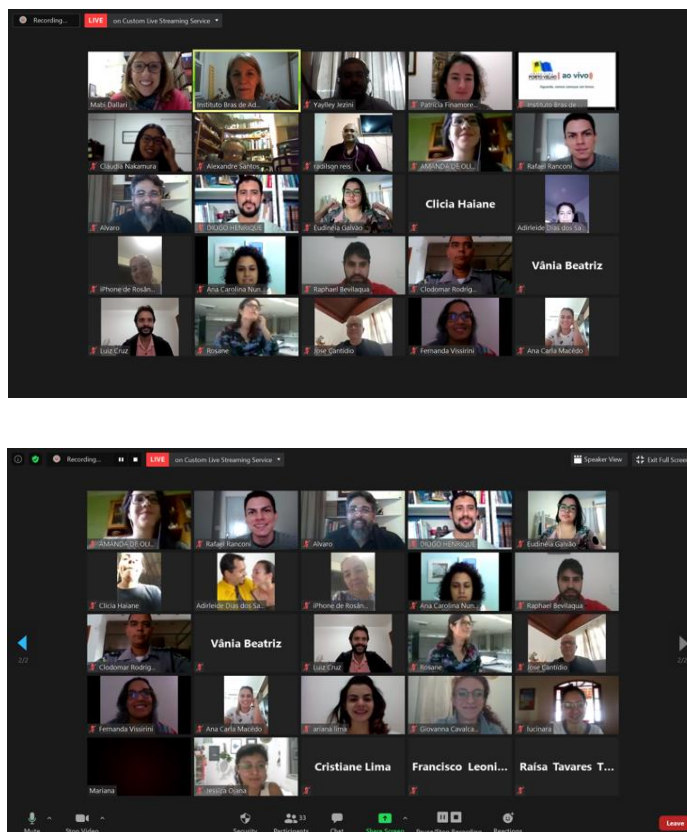 Recording...
LIVE
on Custom Live Streaming Service
Mabi Dallari
Instituto Bras de Ad...
Yaylley Jezini
Patricia Finamore...
PORTO VELHO
ao vivo
Instituto Bras de
Cláudia Nakamura
Alexandre Santos
radilson reis
AMANDA DE OLI...
Rafael Ranconi
Alvaro
DIOGO HENRIQUE
Eudinéia Galvão
Clicia Haiane
Adirleide Dias dos Sa...
iPhone de Rosân...
Ana Carolina Nun...
Raphael Bevilaqua
Clodomar Rodrig...
Vânia Beatriz
Luiz Cruz
Rosane
Jose Cantídio
Fernanda Vissirini
Ana Carla Macêdo
Recording...
LIVE
on Custom Live Streaming Service
Speaker View
Exit Full Screen
AMANDA DE OLI...
Rafael Ranconi
Alvaro
DIOGO HENRIQUE
Eudinéia Galvão
Clicia Haiane
Adirleide Dias dos Sa...
iPhone de Rosân...
Ana Carolina Nun...
Raphael Bevilaqua
2/2
2/2
Clodomar Rodrig...
Vânia Beatriz
Luiz Cruz
Rosane
Jose Cantídio
Fernanda Vissirini
Ana Carla Macêdo
ariana lima
Giovanna Cavalca...
lucinara
Mariana
Jessica Oiana
Cristiane Lima
Francisco Leoni...
Raísa Tavares T...
33
Mute
Stop Video
Security
Participants
Chat
Share Screen
Pause/Stop Recording
Reactions
Leave